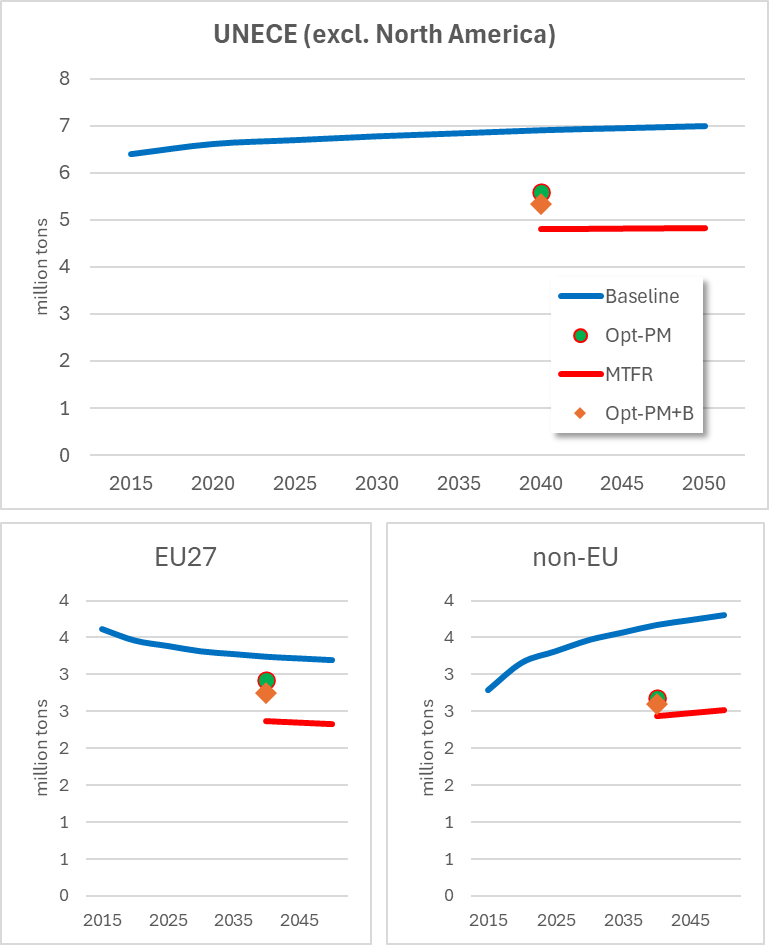 UNECE (excl. North America)
8
7
6
5
4
3
2
1
0
million tons
Baseline
Opt-PM
MTFR
Opt-PM+B
2015 2020 2025 2030 2035 2040 2045 2050
EU27
4
4
3
3
2
2
1
1
0
million tons
2015 2025 2035 2045
non-EU
4
4
3
3
2
2
1
1
0
million tons
2015 2025 2035 2045